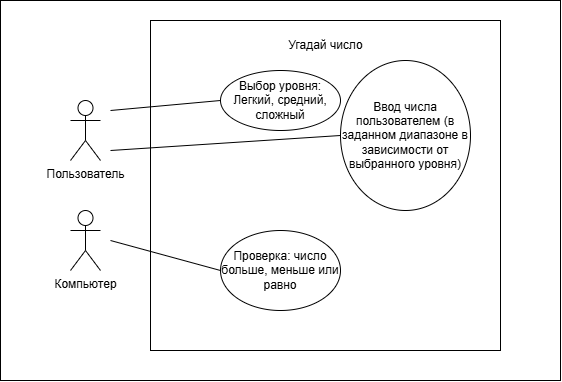 Угадай число
Выбор уровня:
Легкий, средний,
сложный
Ввод числа
пользователем (в
заданном диапазоне в
зависимости от
выбранного уровня)
Пользователь
Проверка: число
больше, меньше или
равно
Компьютер